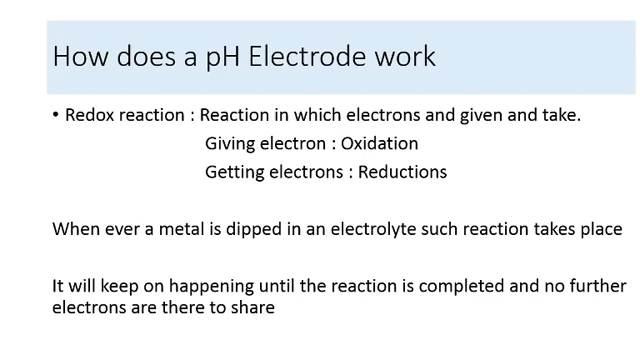 How does a pH Electrode work
• Redox reaction : Reaction in which electrons and given and take.
Giving electron : Oxidation
Getting electrons : Reductions
When ever a metal is dipped in an electrolyte such reaction takes place
It will keep on happening until the reaction is completed and no further
electrons are there to share